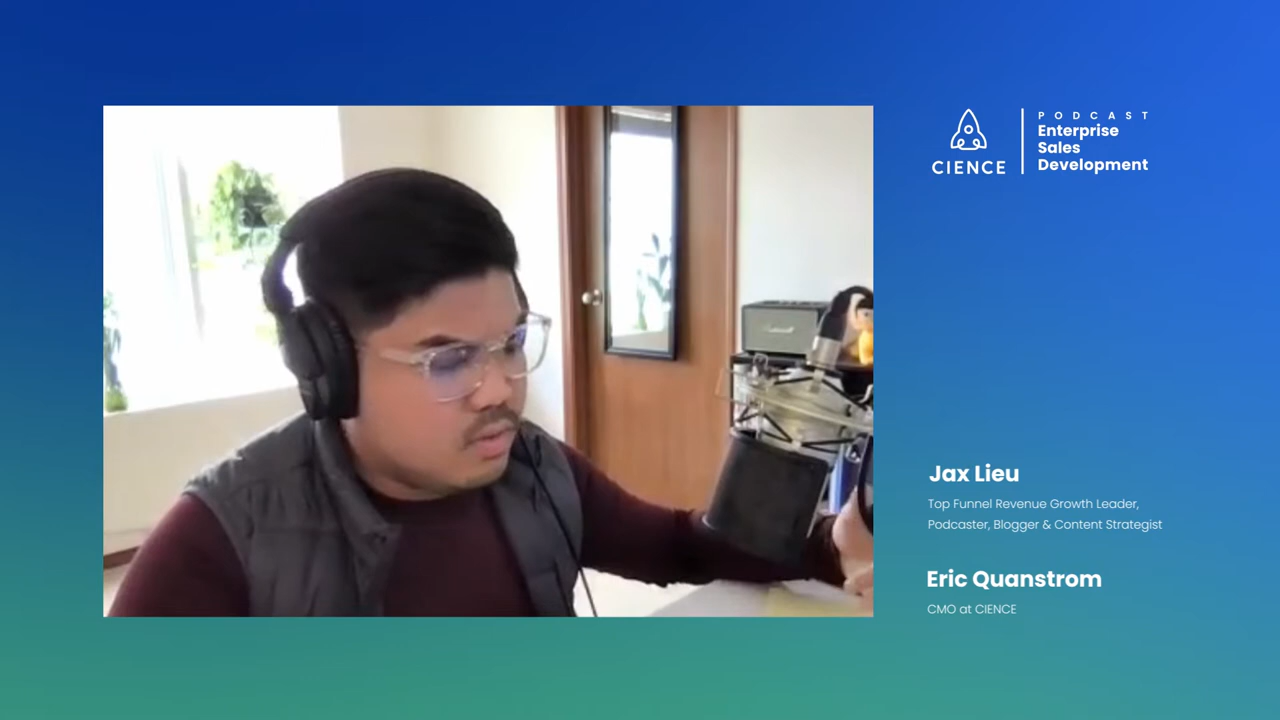 PODCAST
Enterprise
Sales
Development
CIENCE
Jax Lieu
Top Funnel Revenue Growth Leader,
Podcaster, Blogger & Content Strategist
Eric Quanstrom
CMO at CIENCE